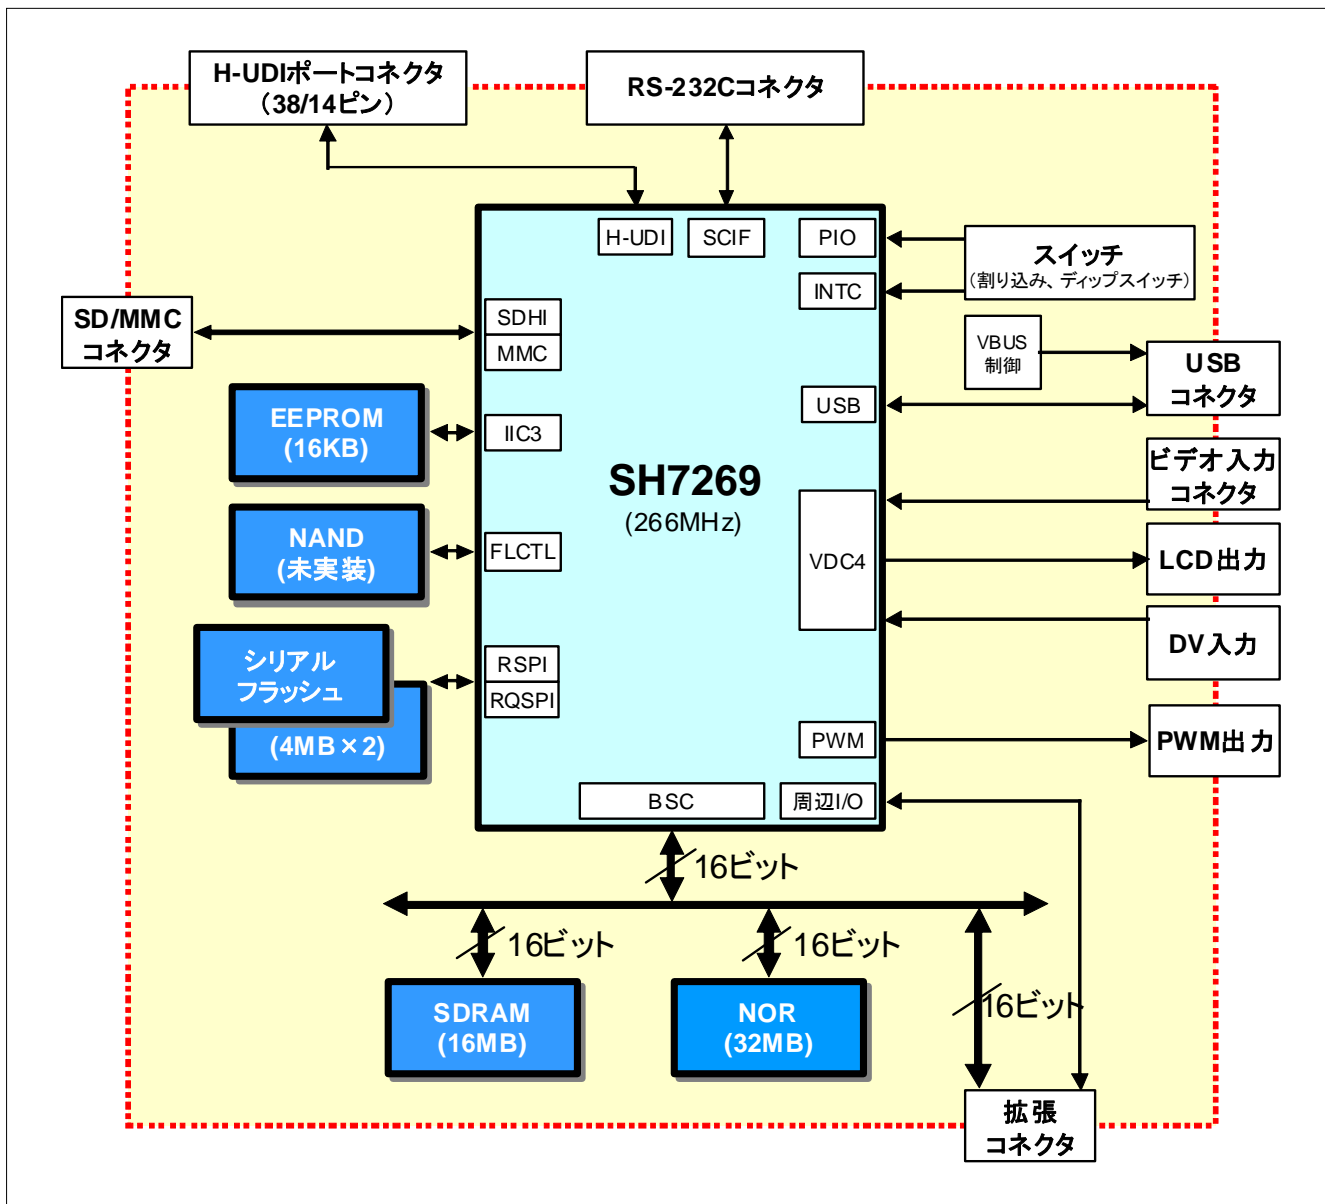 H-UDIポートコネクタ
（38/14ピン）
RS-232Cコネクタ
H-UDI
SCIF
PIO
INTC
スイッチ
（割り込み、ディップスイッチ）
SD/MMC
コネクタ
SDHI
MMC
VBUS
制御
USB
コネクタ
EEPROM
(16KB)
IIC3
USB
SH7269
(266MHz)
ビデオ入力
コネクタ
NAND
(未実装)
FLCTL
VDC4
LCD出力
DV入力
シリアル
フラッシュ
(4MB×2)
RSPI
RQSPI
PWM
PWM出力
BSC
周辺I/O
16ビット
16ビット
16ビット
16ビット
SDRAM
(16MB)
NOR
(32MB)
拡張
コネクタ